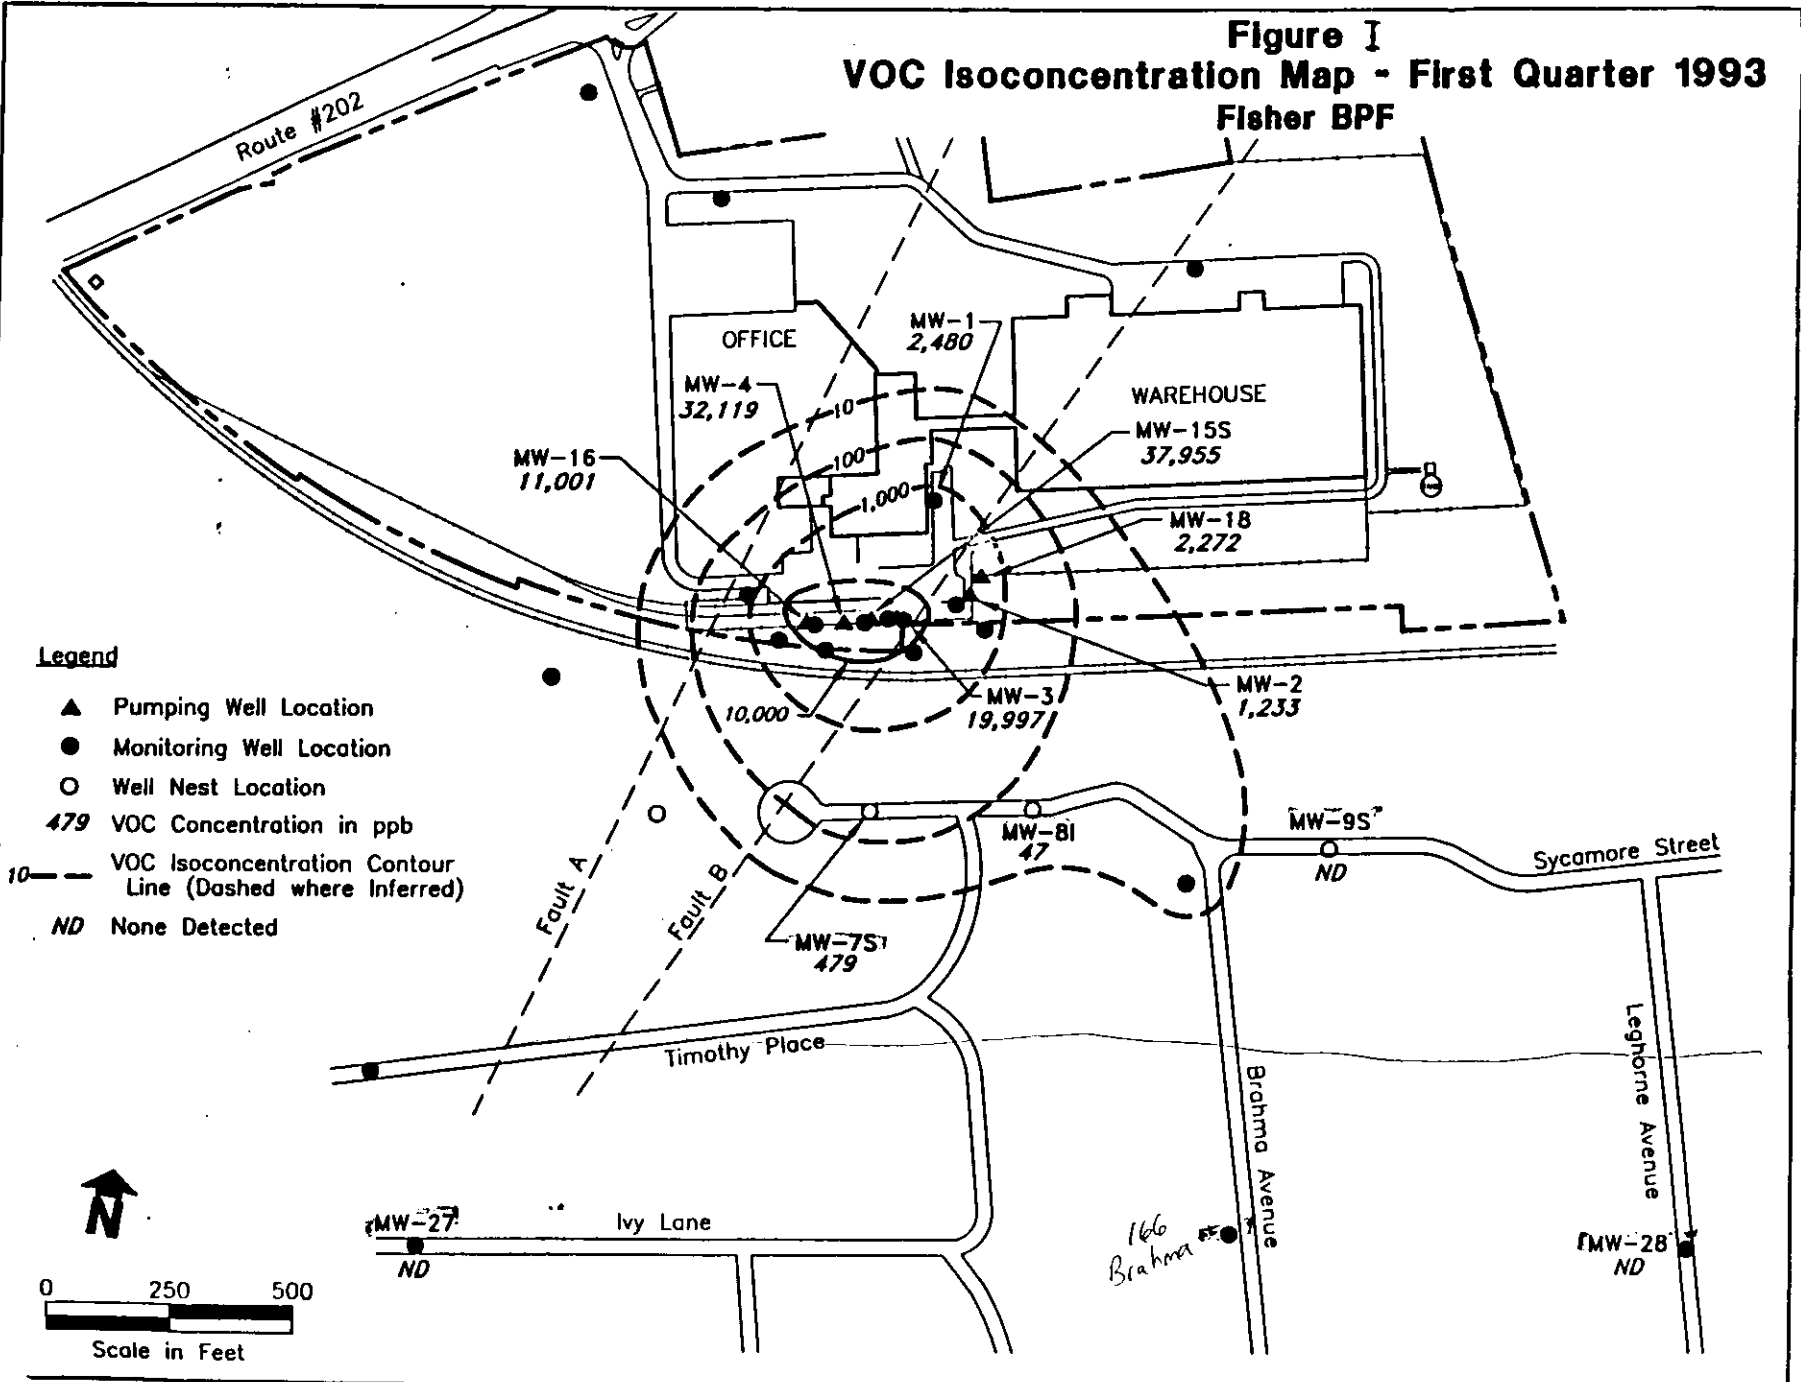 Figure I
VOC Isoconcentration Map - First Quarter 1993
Fisher BPF
Route #202
OFFICE
MW-1
2,480
MW-4
32,119
10
WAREHOUSE
MW-15S
37,955
MW-16
11,001
100
1,000
MW-18
2,272
Legend
Pumping Well Location
Monitoring Well Location
Well Nest Location
479 VOC Concentration in ppb
10 VOC Isoconcentration Contour
Line (Dashed where Inferred)
ND None Detected
10,000
MW-3
19,997
MW-2
1,233
MW-8I
47
MW-9S
ND
Sycamore Street
Fault A
Fault B
MW-7S
479
Timothy Place
Brahma Avenue
Leghorne Avenue
N
MW-27
ND
Ivy Lane
166
Brahma
MW-28
ND
0 250 500
Scale in Feet